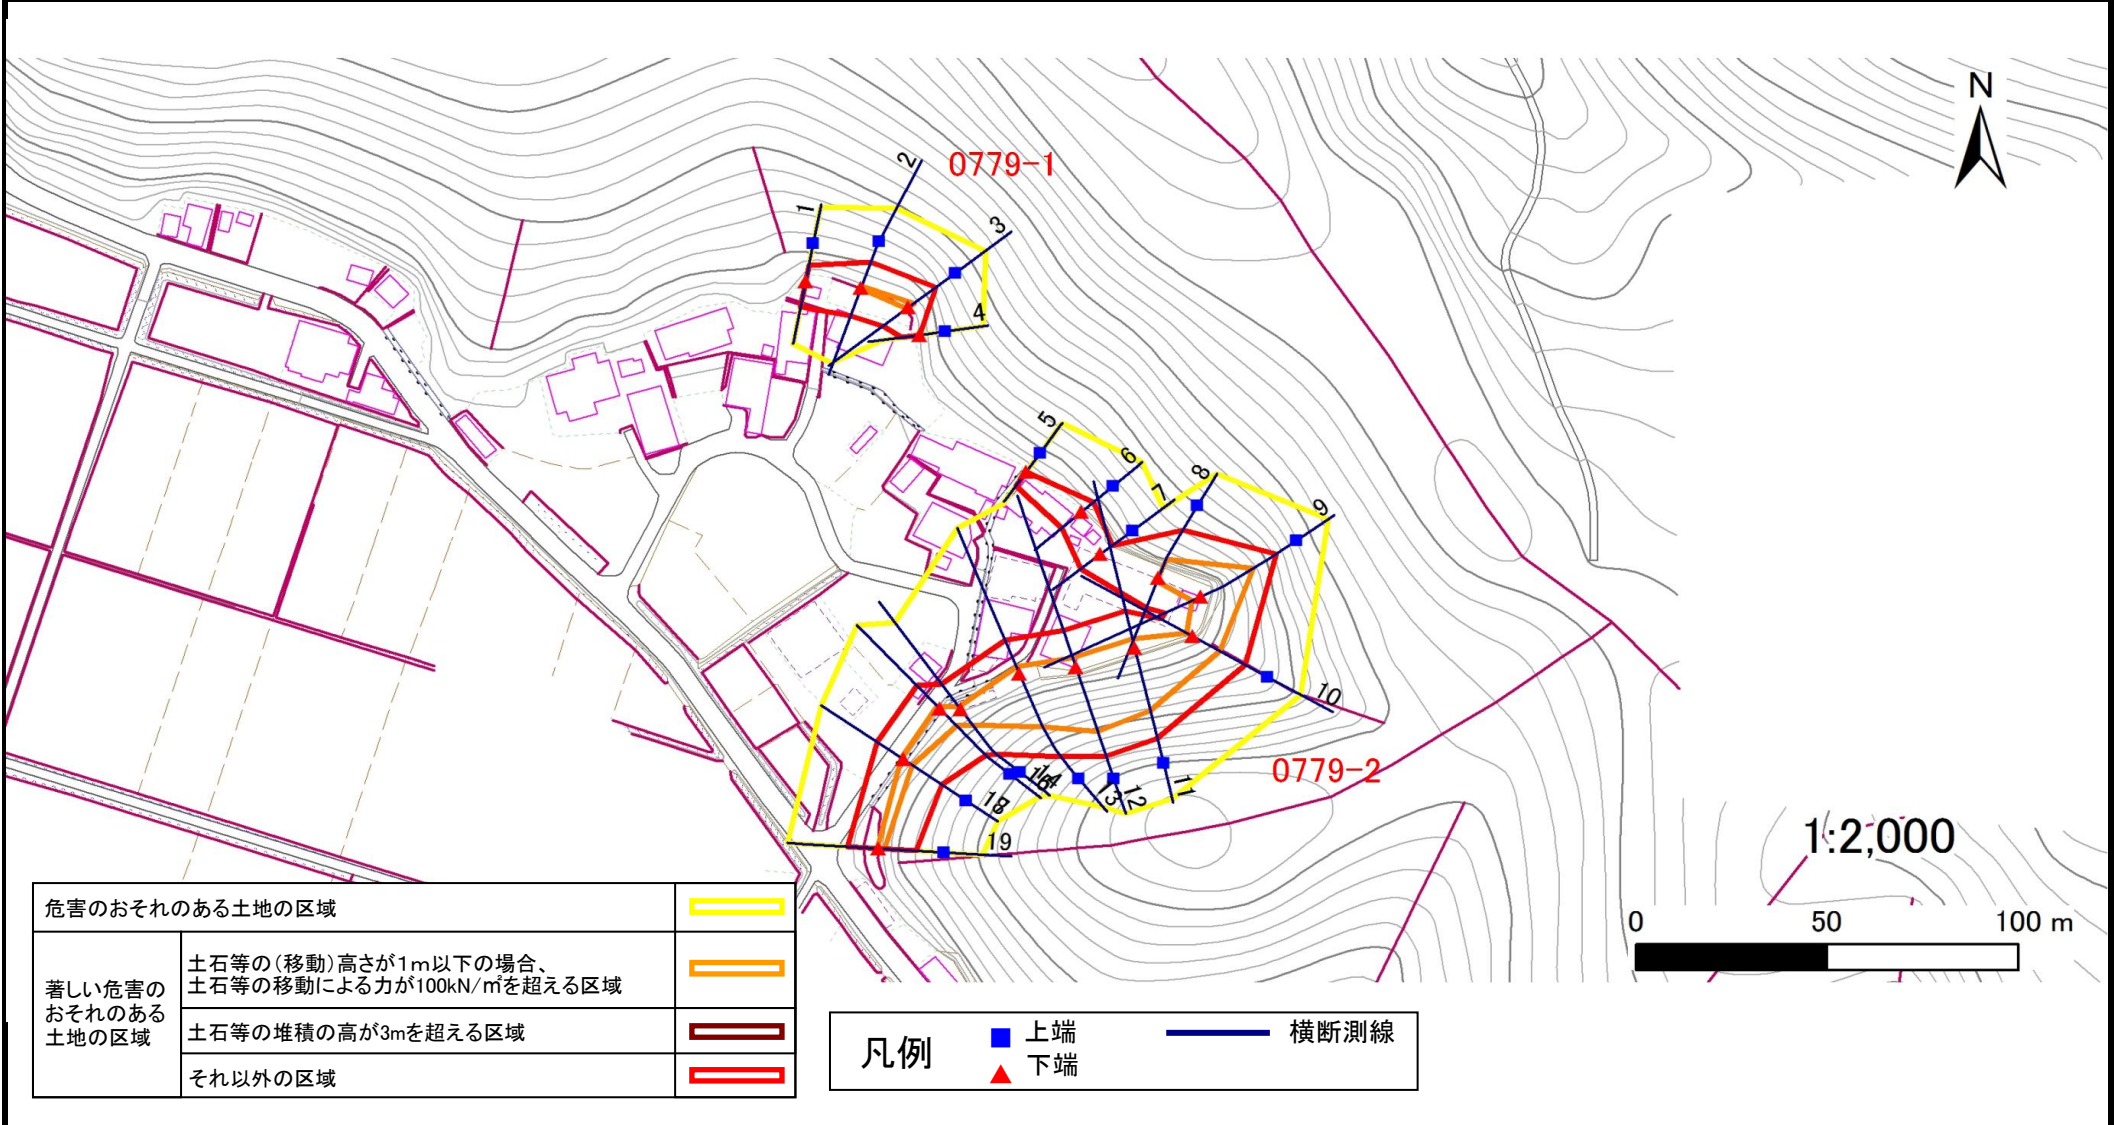 N
0779-1
1
2
3
4
5
6
7
8
9
10
11
12
13
14
16
18
19
0779-2
1:2,000
0 50 100 m
危害のおそれのある土地の区域
著しい危害の
おそれのある
土地の区域
土石等の(移動)高さが1m以下の場合、
土石等の移動による力が100kN/㎡を超える区域
土石等の堆積の高が3mを超える区域
それ以外の区域
凡例
上端
下端
横断測線